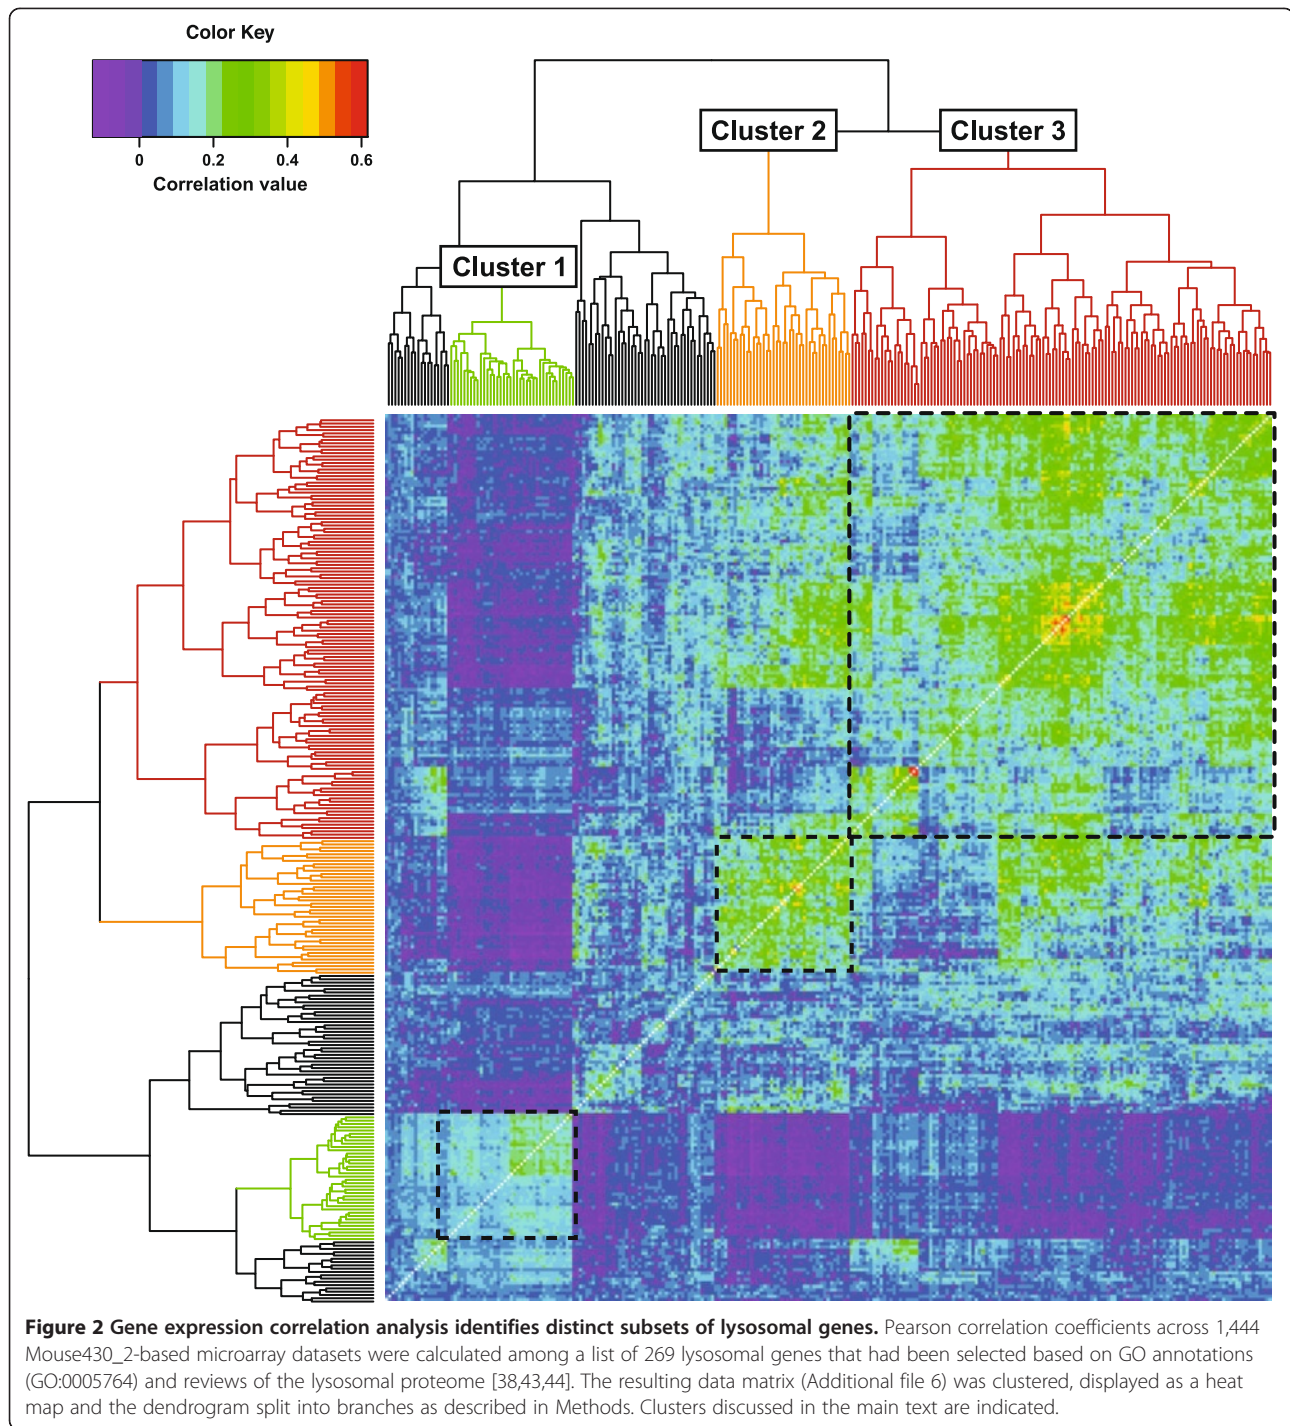 Color Key
0 0.2 0.4 0.6
Correlation value
Cluster 2
Cluster 3
Cluster 1
Figure 2 Gene expression correlation analysis identifies distinct subsets of lysosomal genes. Pearson correlation coefficients across 1,444
Mouse430_2-based microarray datasets were calculated among a list of 269 lysosomal genes that had been selected based on GO annotations
(GO:0005764) and reviews of the lysosomal proteome [38,43,44]. The resulting data matrix (Additional file 6) was clustered, displayed as a heat
map and the dendrogram split into branches as described in Methods. Clusters discussed in the main text are indicated.